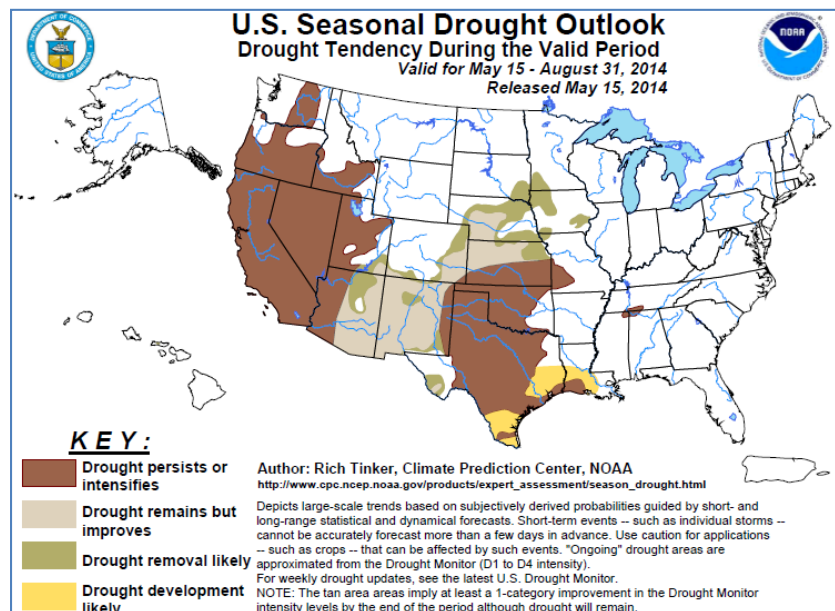 U.S. Seasonal Drought Outlook
Drought Tendency During the Valid Period
Valid for May 15 - August 31, 2014
Released May 15, 2014
NOAA
KEY:
Drought persists or
intensifies
Drought remains but
improves
Drought removal likely
Drought development
likely
Author: Rich Tinker, Climate Prediction Center, NOAA
http://www.cpc.ncep.noaa.gov/products/expert_assessment/season_drought.html
Depicts large-scale trends based on subjectively derived probabilities guided by short- and
long-range statistical and dynamical forecasts. Short-term events -- such as individual storms --
cannot be accurately forecast more than a few days in advance. Use caution for applications
-- such as crops -- that can be affected by such events. "Ongoing" drought areas are
approximated from the Drought Monitor (D1 to D4 intensity).
For weekly drought updates, see the latest U.S. Drought Monitor.
NOTE: The tan area areas imply at least a 1-category improvement in the Drought Monitor
intensity levels by the end of the period although drought will remain.